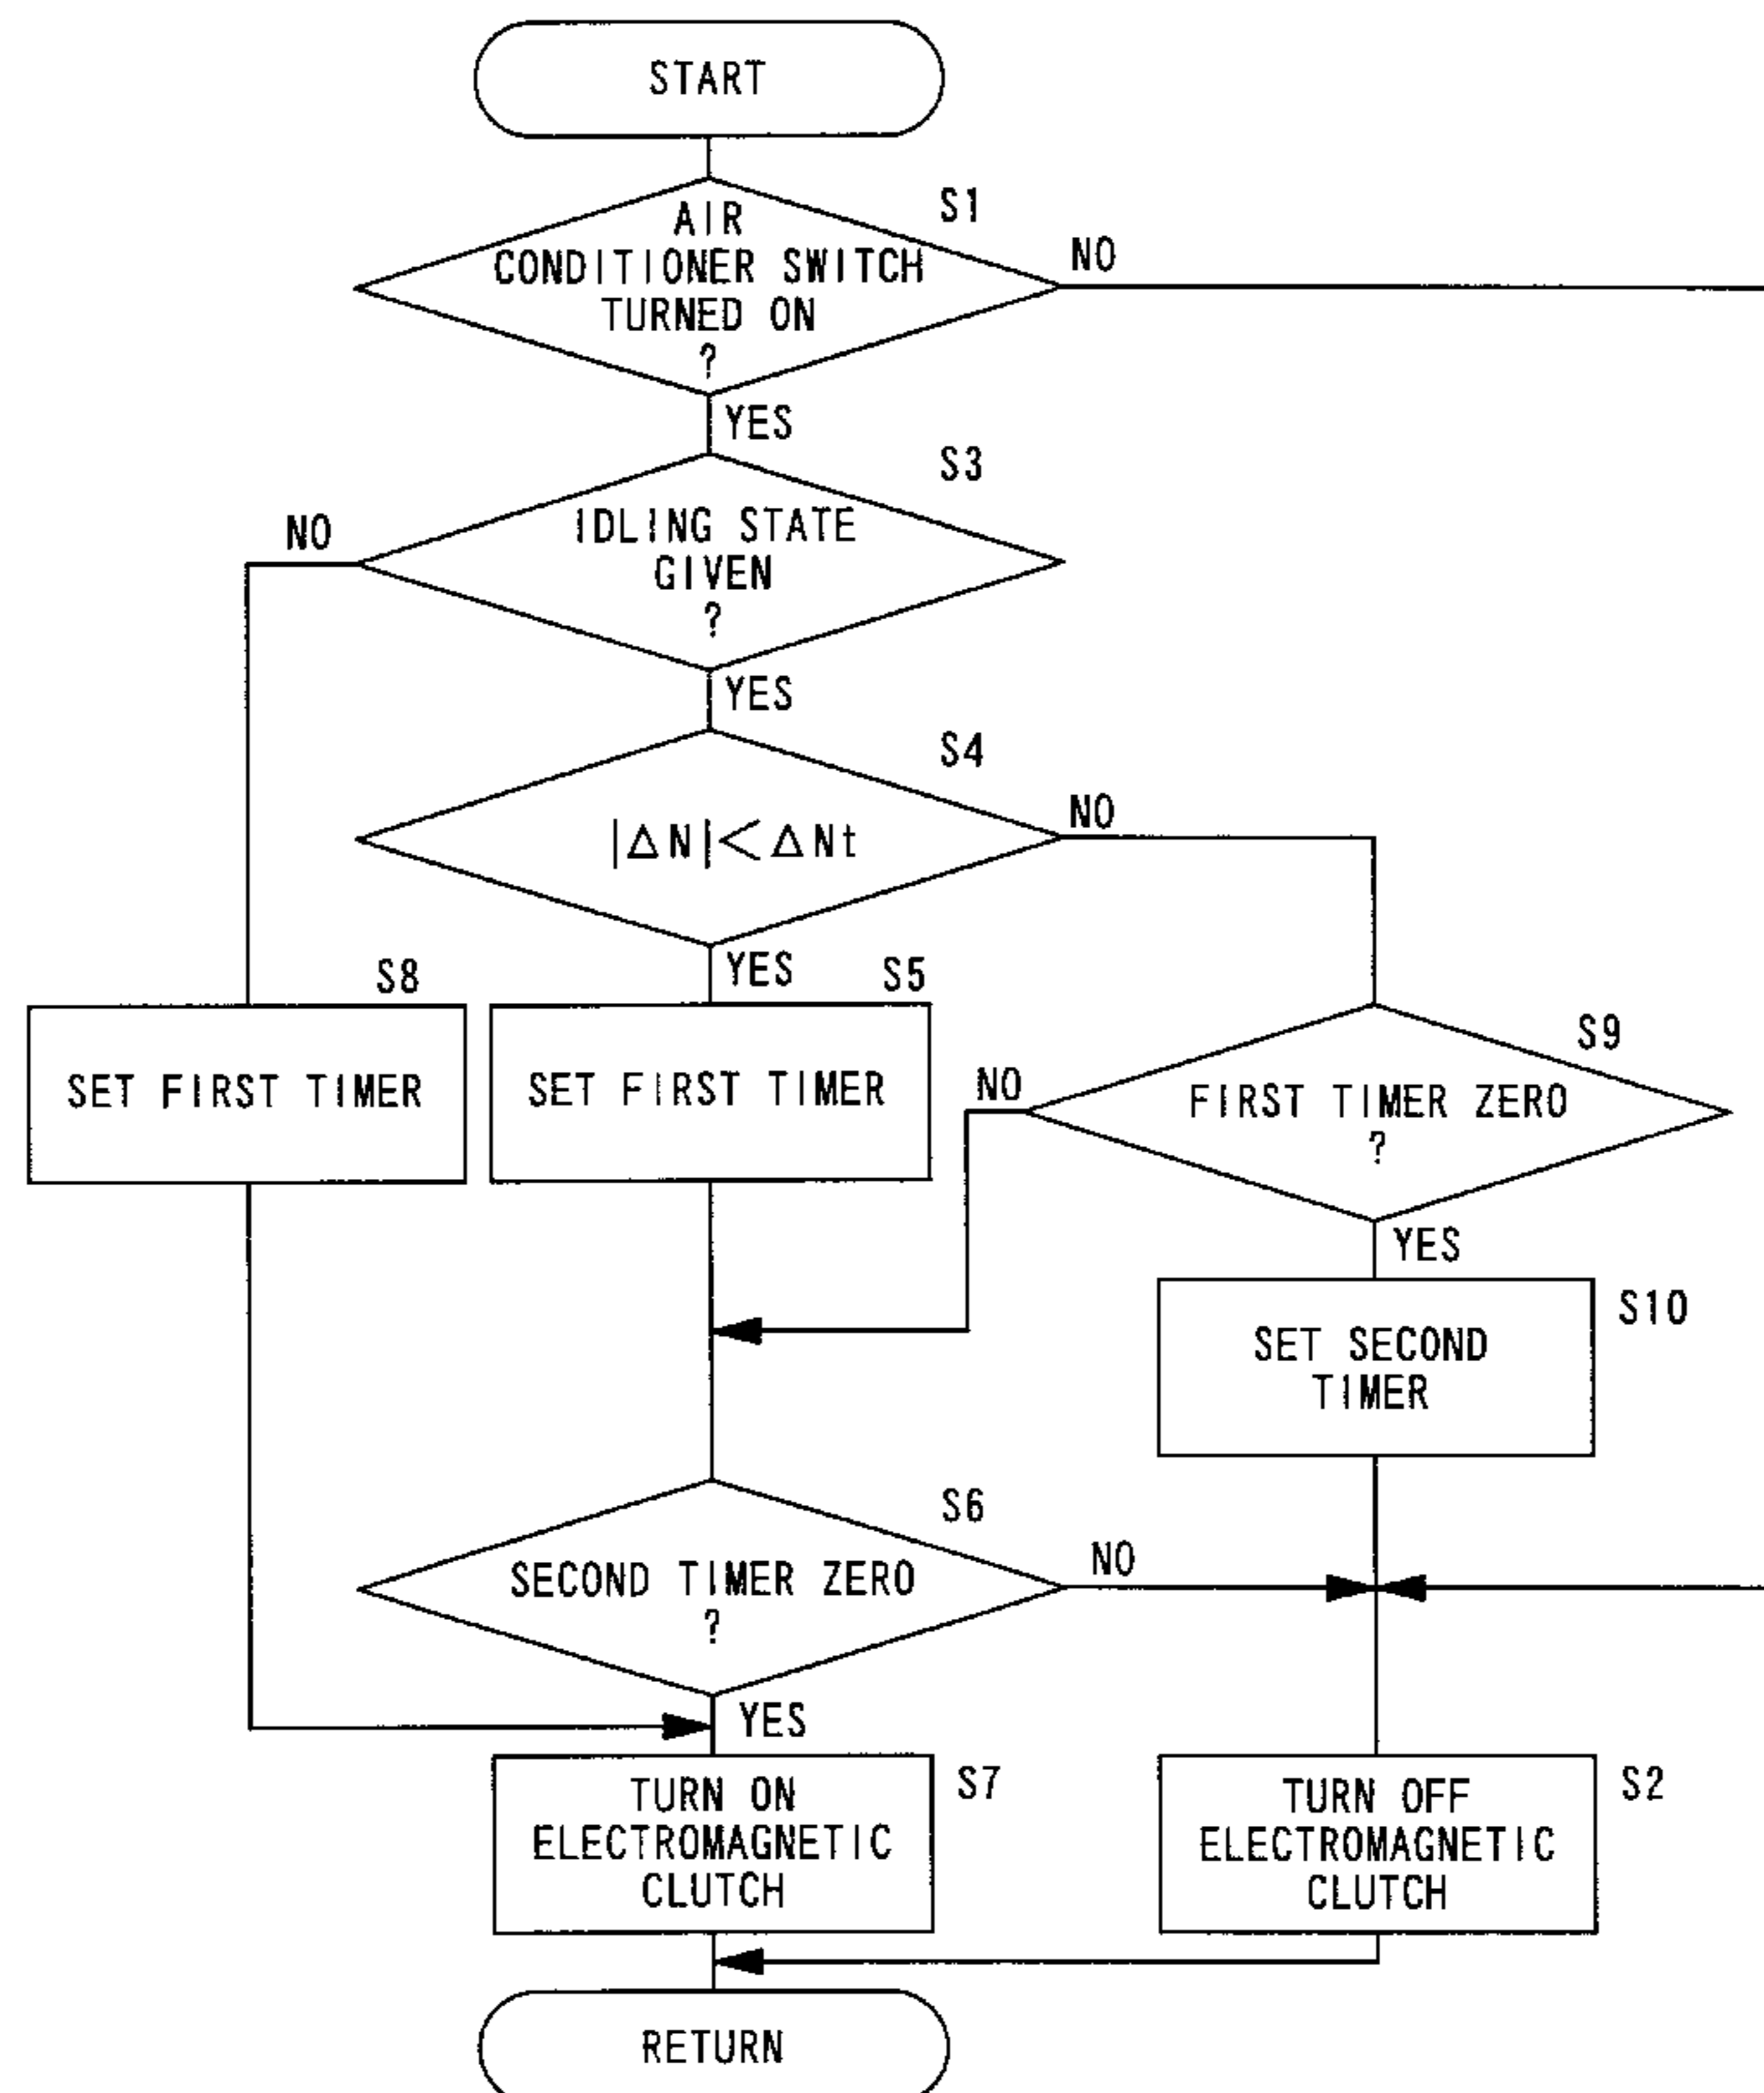 START
S1
AIR
CONDITIONER SWITCH
TURNED ON
?
NO
YES
S3
IDLING STATE
GIVEN
?
NO
YES
S4
|ΔN|<ΔNt
NO
YES
S8
SET FIRST TIMER
S5
SET FIRST TIMER
S9
FIRST TIMER ZERO
?
NO
YES
S10
SET SECOND
TIMER
S6
SECOND TIMER ZERO
?
NO
YES
S7
TURN ON
ELECTROMAGNETIC
CLUTCH
S2
TURN OFF
ELECTROMAGNETIC
CLUTCH
RETURN